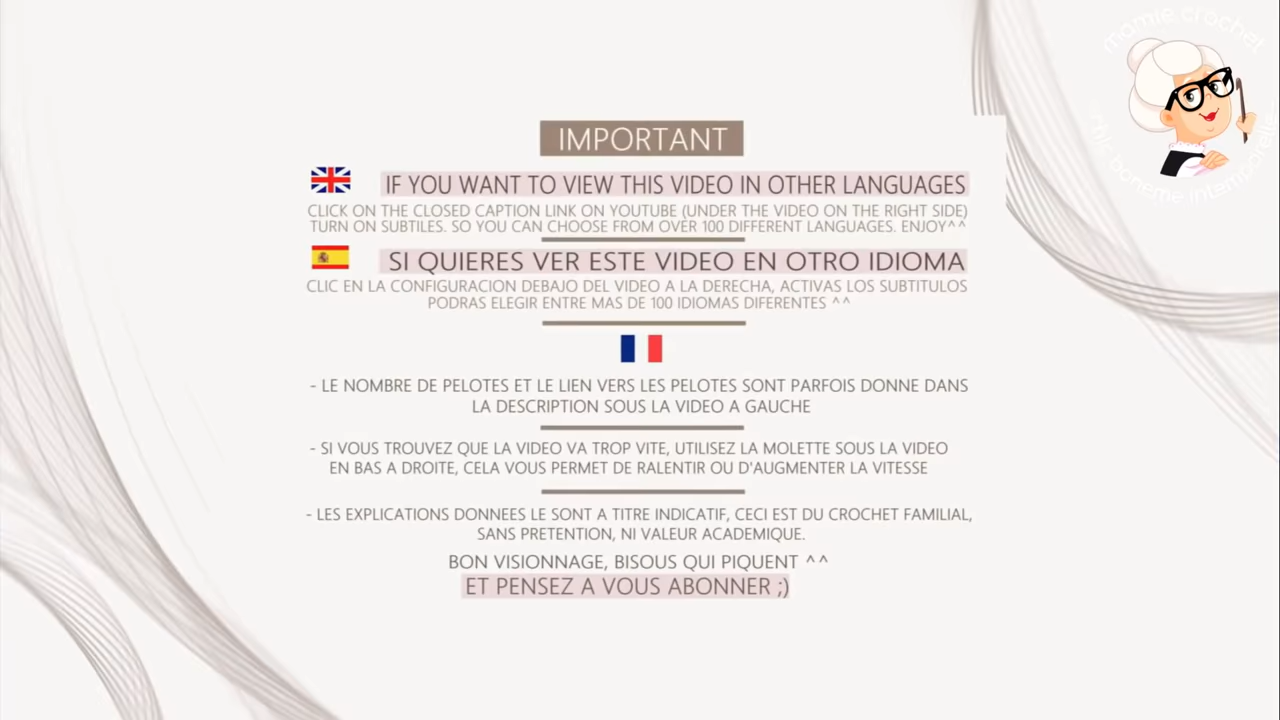 mamie crochet
IMPORTANT
IF YOU WANT TO VIEW THIS VIDEO IN OTHER LANGUAGES
CLICK ON THE CLOSED CAPTION LINK ON YOUTUBE (UNDER THE VIDEO ON THE RIGHT SIDE)
TURN ON SUBTILES. SO YOU CAN CHOOSE FROM OVER 100 DIFFERENT LANGUAGES. ENJOY^^
SI QUIERES VER ESTE VIDEO EN OTRO IDIOMA
CLIC EN LA CONFIGURACION DEBAJO DEL VIDEO A LA DERECHA, ACTIVAS LOS SUBTITULOS
PODRAS ELEGIR ENTRE MAS DE 100 IDIOMAS DIFERENTES ^^
- LE NOMBRE DE PELOTES ET LE LIEN VERS LES PELOTES SONT PARFOIS DONNE DANS
LA DESCRIPTION SOUS LA VIDEO A GAUCHE
- SI VOUS TROUVEZ QUE LA VIDEO VA TROP VITE, UTILISEZ LA MOLETTE SOUS LA VIDEO
EN BAS A DROITE, CELA VOUS PERMET DE RALENTIR OU D'AUGMENTER LA VITESSE
- LES EXPLICATIONS DONNEES LE SONT A TITRE INDICATIF, CECI EST DU CROCHET FAMILIAL,
SANS PRETENTION, NI VALEUR ACADEMIQUE.
BON VISIONNAGE, BISOUS QUI PIQUENT ^^
ET PENSEZ A VOUS ABONNER ;)